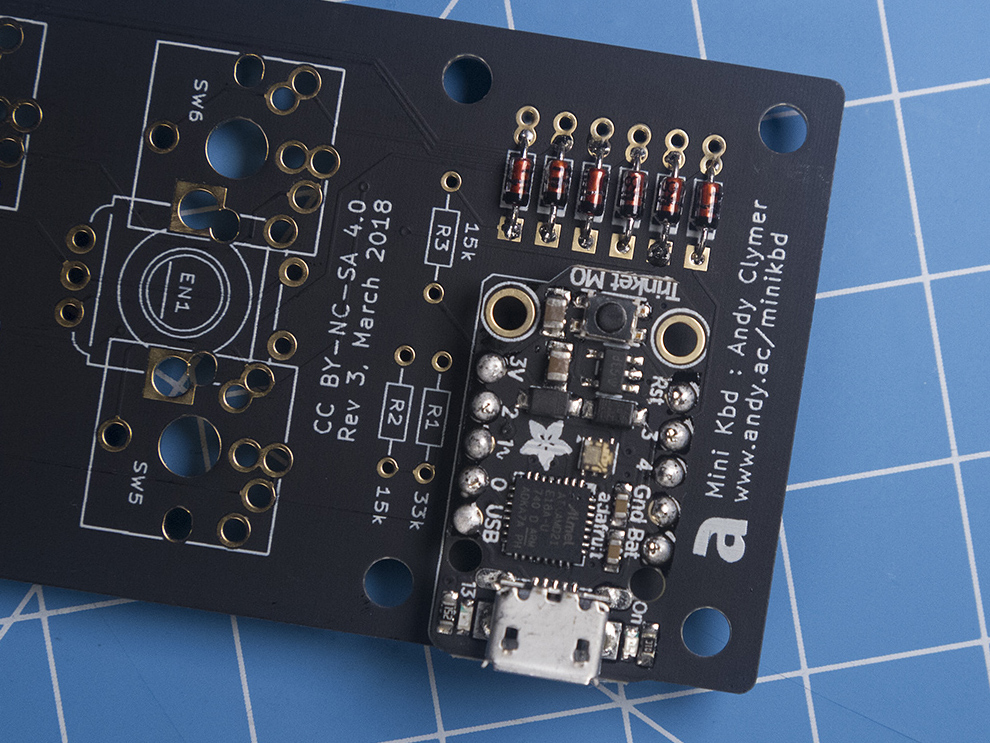 SW6
EN1
SW5
CC BY-NC-SA 4.0
Rev 3, March 2018
R3
15k
R2
15k
R1
33k
Trinket M0
3V
2
1~
0
USB
Rst
3
4
Gnd
Bat
adafruit
Atmel
13
On
Mini Kbd : Andy Clymer
www.andy.ac/minikbd
a